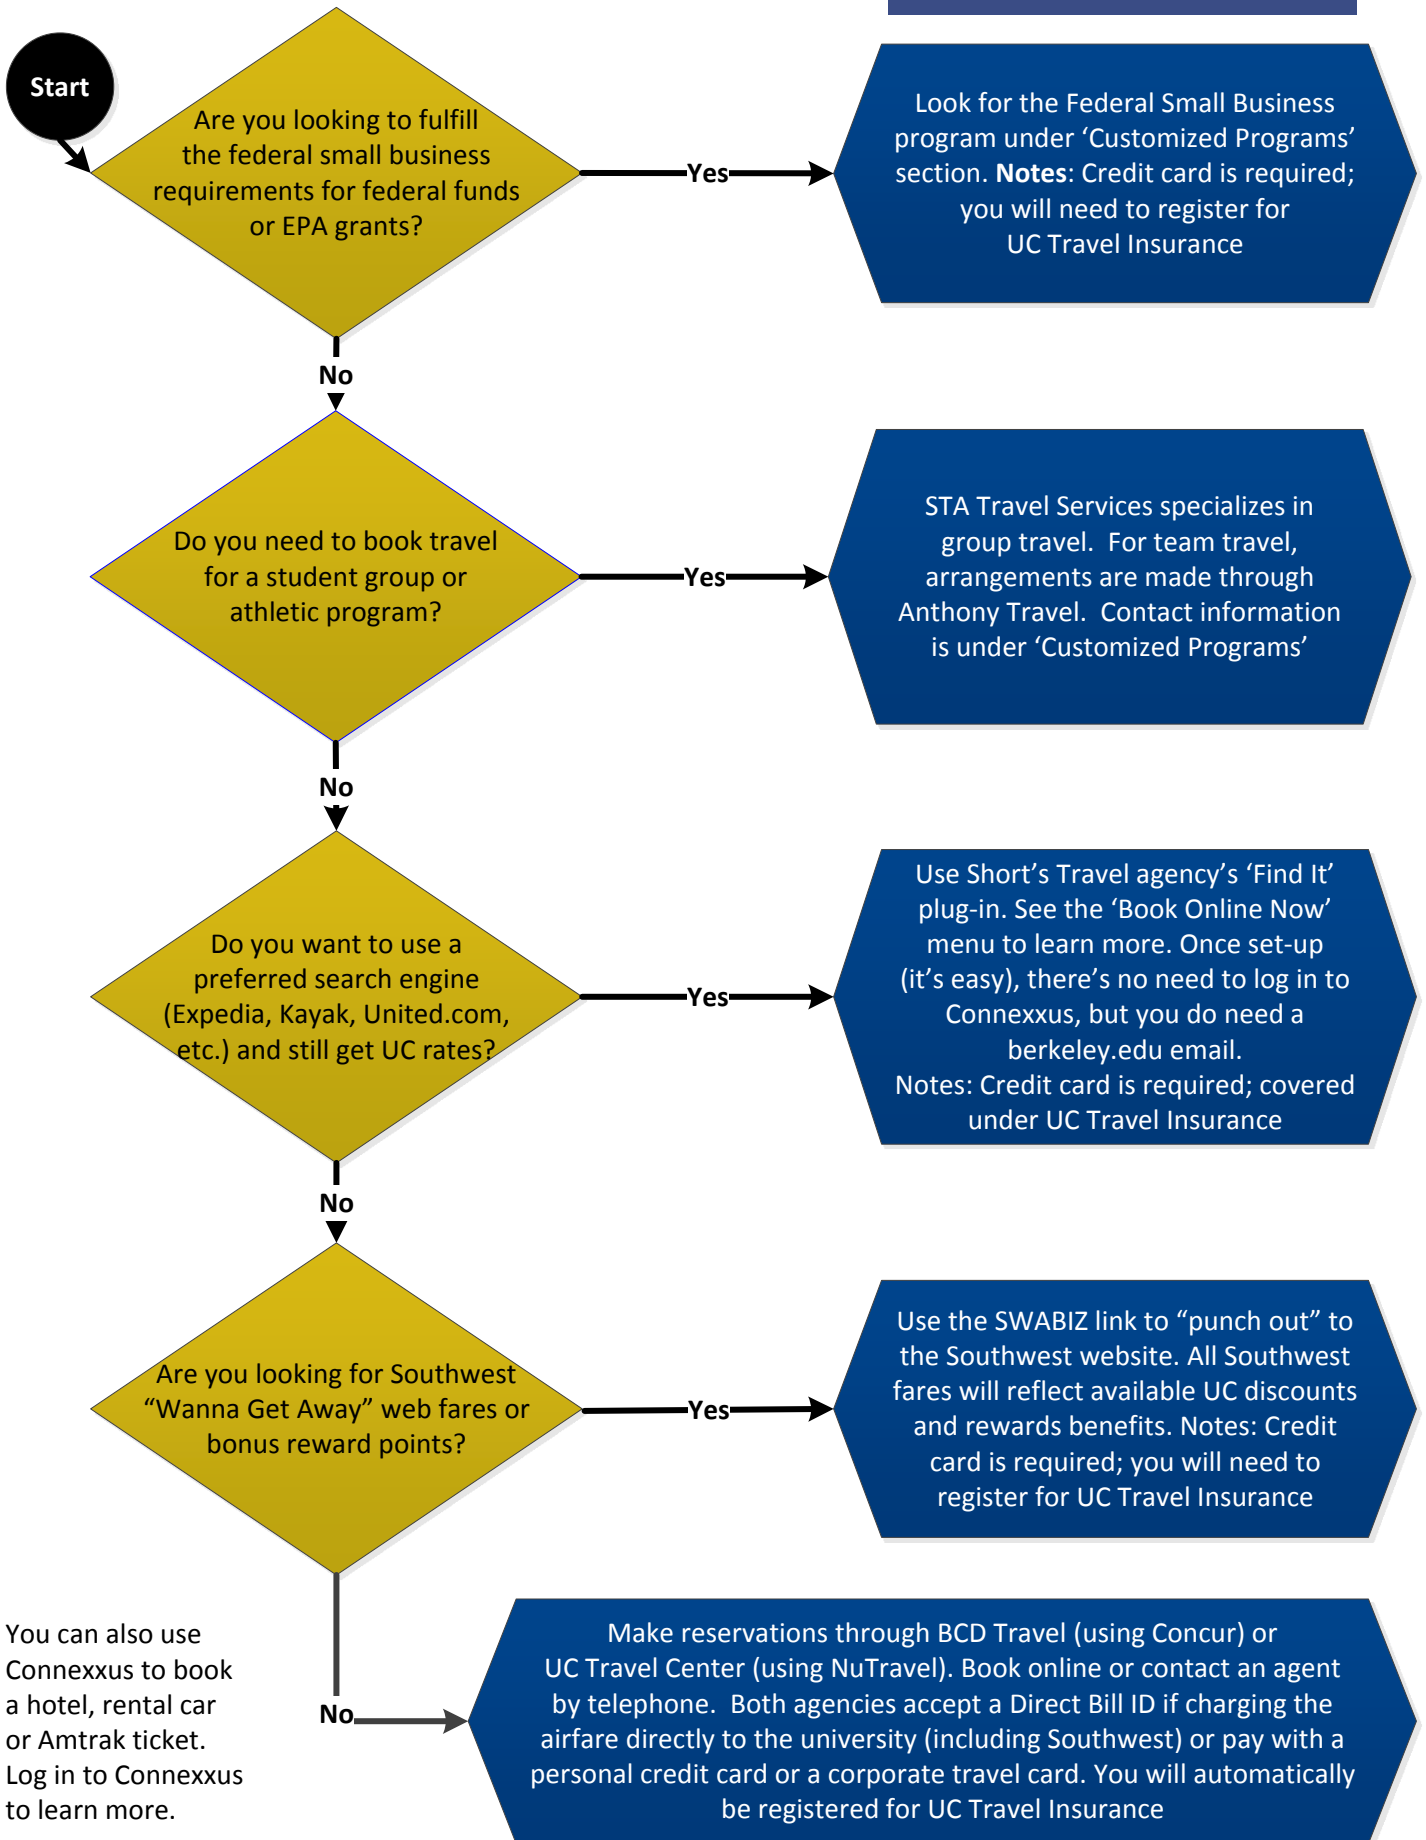 Start
Are you looking to fulfill
the federal small business
requirements for federal funds
or EPA grants?
Yes
Look for the Federal Small Business
program under ‘Customized Programs’
section. Notes: Credit card is required;
you will need to register for
UC Travel Insurance
No
Do you need to book travel
for a student group or
athletic program?
Yes
STA Travel Services specializes in
group travel.  For team travel,
arrangements are made through
Anthony Travel.  Contact information
is under ‘Customized Programs’
No
Do you want to use a
preferred search engine
(Expedia, Kayak, United.com,
etc.) and still get UC rates?
Yes
Use Short’s Travel agency’s ‘Find It’
plug-in. See the ‘Book Online Now’
menu to learn more. Once set-up
(it’s easy), there’s no need to log in to
Connexxus, but you do need a
berkeley.edu email.
Notes: Credit card is required; covered
under UC Travel Insurance
No
Are you looking for Southwest
“Wanna Get Away” web fares or
bonus reward points?
Yes
Use the SWABIZ link to “punch out” to
the Southwest website. All Southwest
fares will reflect available UC discounts
and rewards benefits. Notes: Credit
card is required; you will need to
register for UC Travel Insurance
No
Make reservations through BCD Travel (using Concur) or
UC Travel Center (using NuTravel). Book online or contact an agent
by telephone.  Both agencies accept a Direct Bill ID if charging the
airfare directly to the university (including Southwest) or pay with a
personal credit card or a corporate travel card. You will automatically
be registered for UC Travel Insurance
You can also use
Connexxus to book
a hotel, rental car
or Amtrak ticket.
Log in to Connexxus
to learn more.